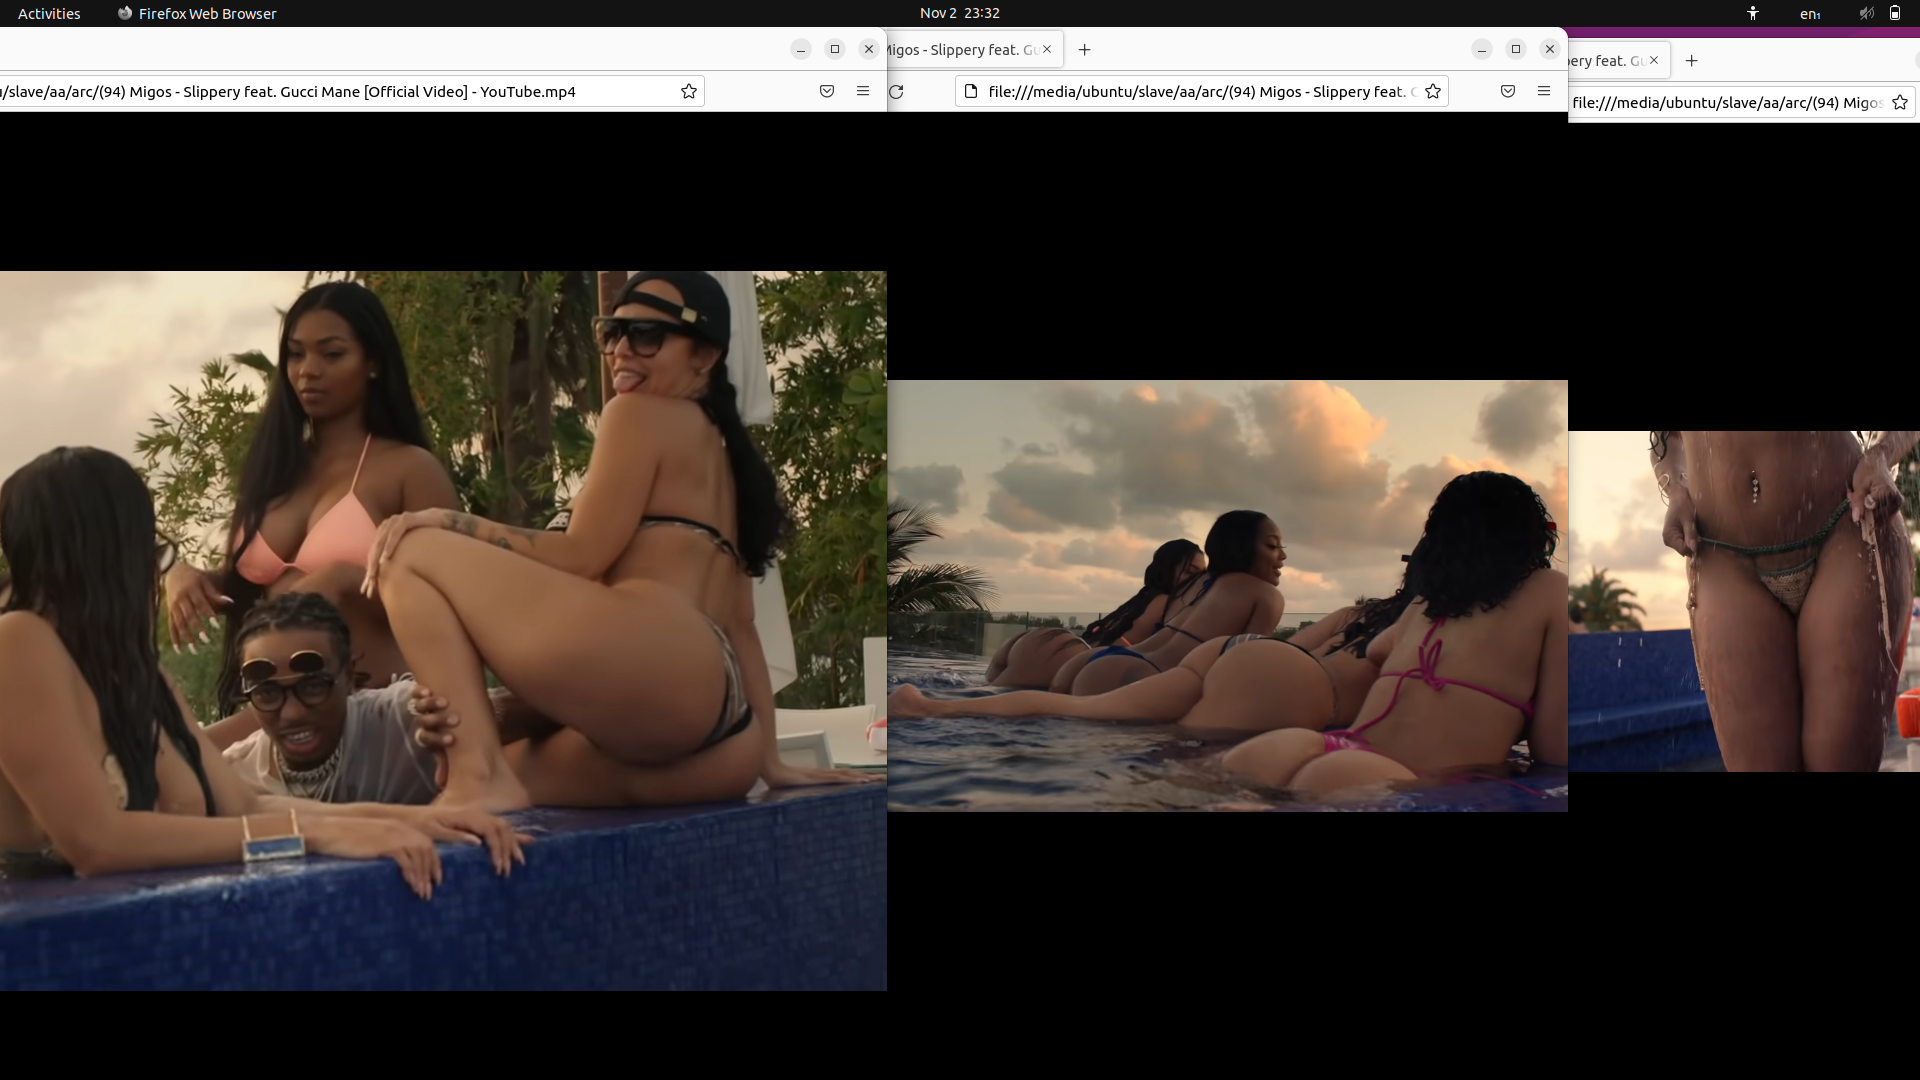 Activities
Firefox Web Browser
Nov 2 23:32
en₁
Migos - Slippery feat. Gu
pery feat. Gu
/slave/aa/arc/(94) Migos - Slippery feat. Gucci Mane [Official Video] - YouTube.mp4
file:///media/ubuntu/slave/aa/arc/(94) Migos - Slippery feat. G
file:///media/ubuntu/slave/aa/arc/(94) Migos